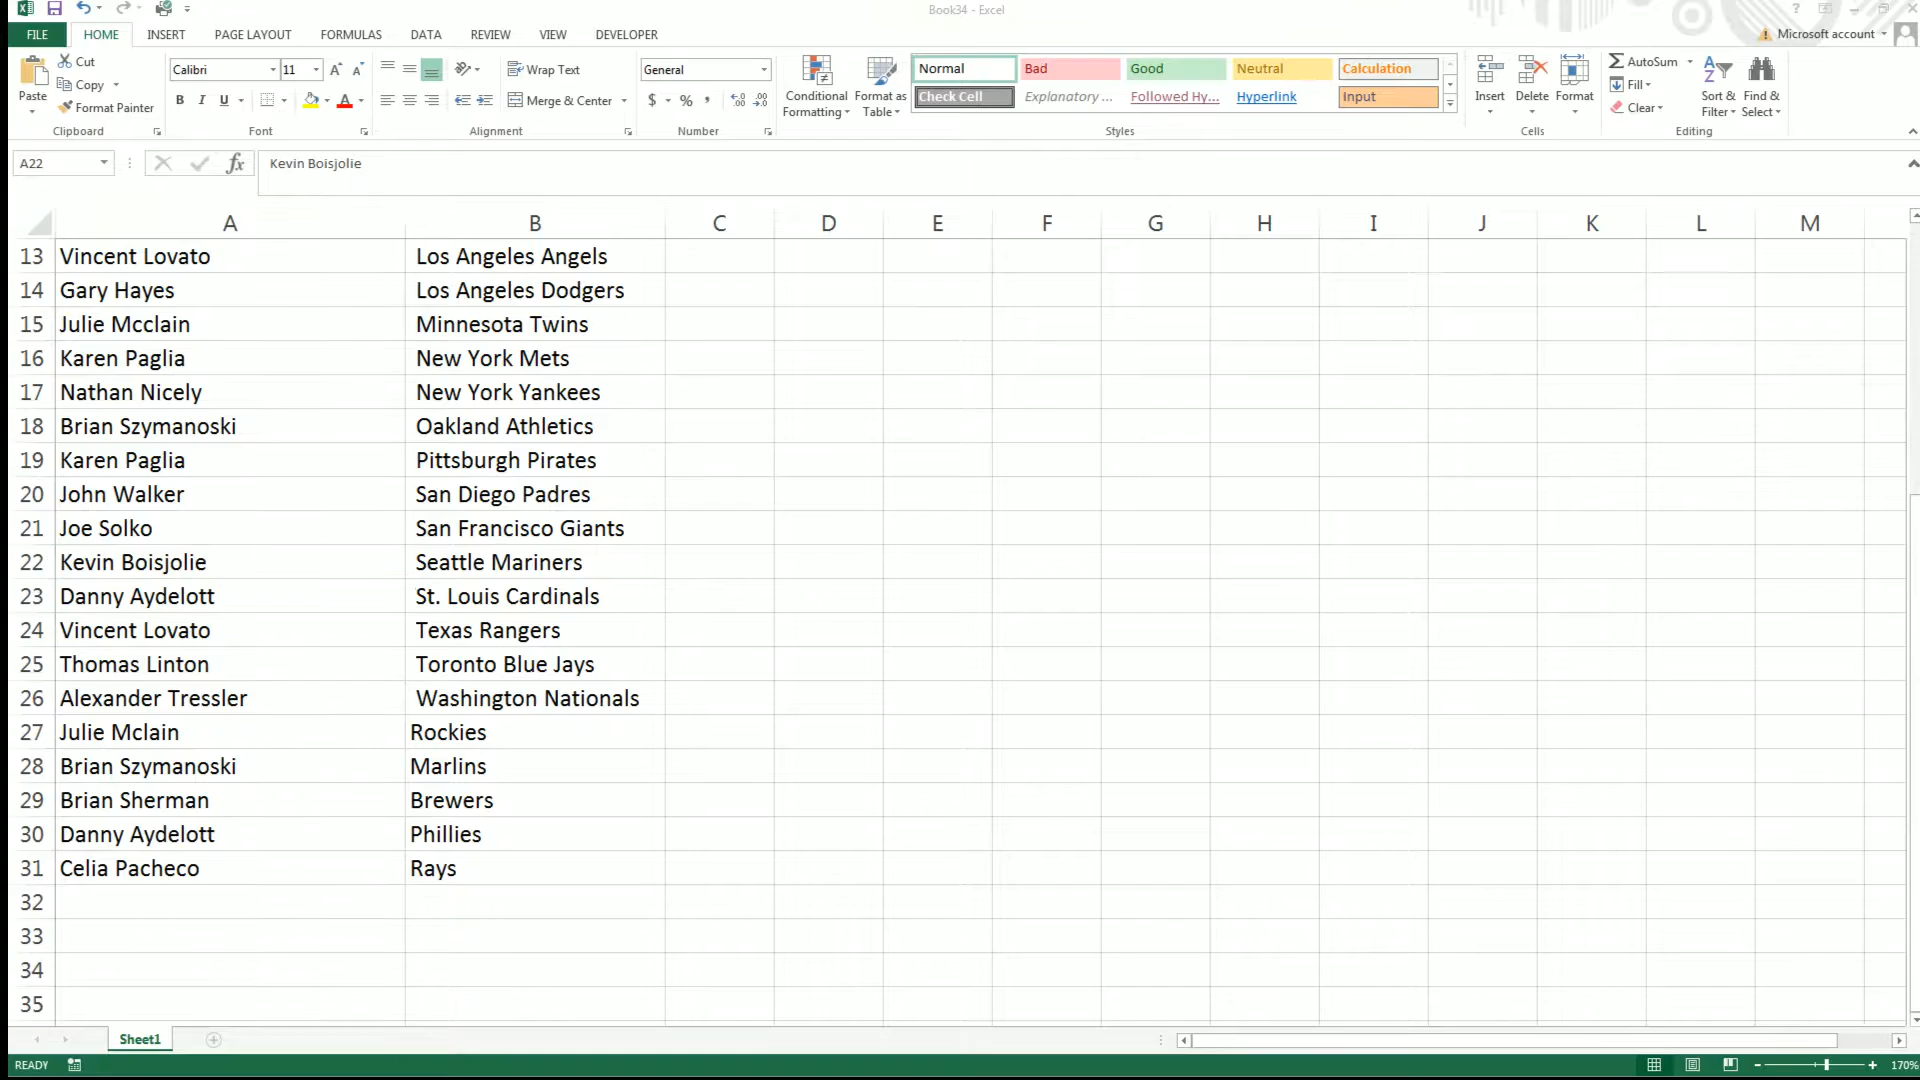 Book34 - Excel
?
FILE HOME INSERT PAGE LAYOUT FORMULAS DATA REVIEW VIEW DEVELOPER
Microsoft account
Paste
Cut
Copy
Format Painter
Clipboard
Calibri 11
B I U
Font
Wrap Text
Merge & Center
Alignment
General
$ % ,
Number
Conditional Formatting
Format as Table
Normal Bad Good Neutral Calculation
Check Cell Explanatory ... Followed Hy... Hyperlink Input
Styles
Insert Delete Format
Cells
AutoSum
Fill
Clear
Sort & Filter
Find & Select
Editing
A22 fx Kevin Boisjolie
A B C D E F G H I J K L M
13 Vincent Lovato Los Angeles Angels
14 Gary Hayes Los Angeles Dodgers
15 Julie Mcclain Minnesota Twins
16 Karen Paglia New York Mets
17 Nathan Nicely New York Yankees
18 Brian Szymanoski Oakland Athletics
19 Karen Paglia Pittsburgh Pirates
20 John Walker San Diego Padres
21 Joe Solko San Francisco Giants
22 Kevin Boisjolie Seattle Mariners
23 Danny Aydelott St. Louis Cardinals
24 Vincent Lovato Texas Rangers
25 Thomas Linton Toronto Blue Jays
26 Alexander Tressler Washington Nationals
27 Julie Mclain Rockies
28 Brian Szymanoski Marlins
29 Brian Sherman Brewers
30 Danny Aydelott Phillies
31 Celia Pacheco Rays
32
33
34
35
Sheet1
READY 170%